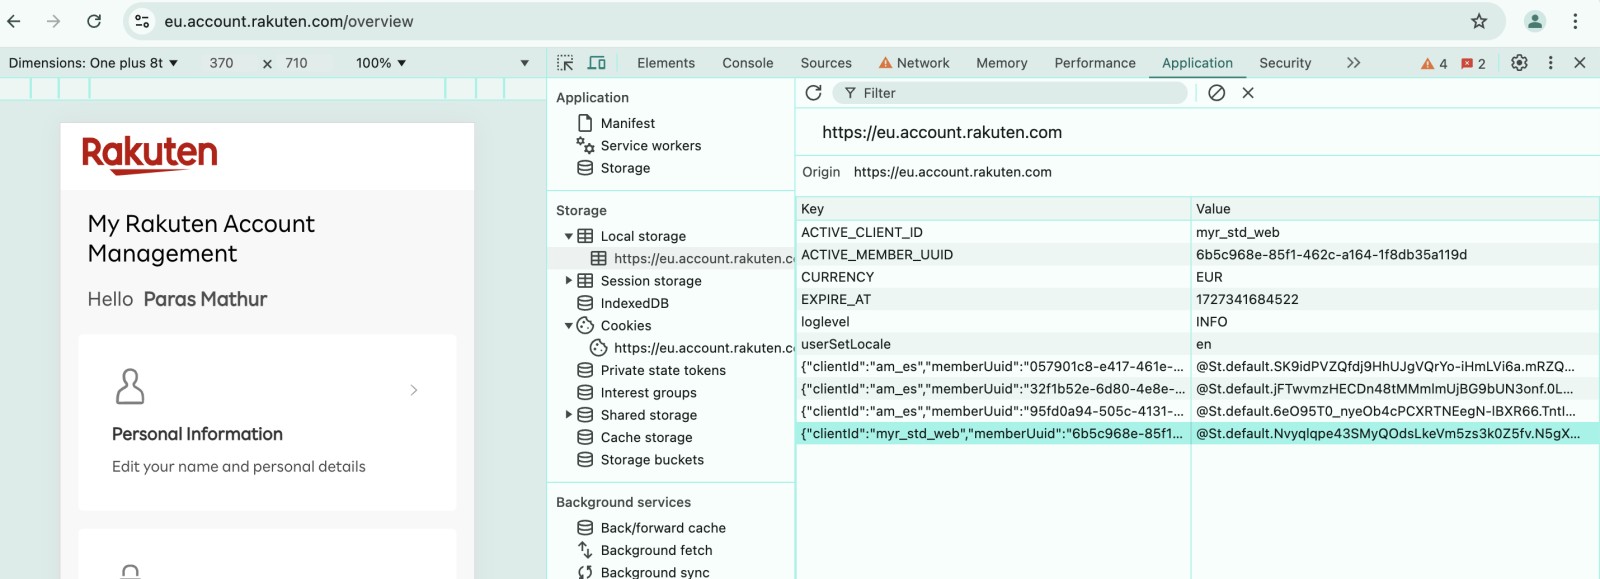 eu.account.rakuten.com/overview
Dimensions: One plus 8t 370 × 710 100%
Elements Console Sources Network Memory Performance Application Security 4 2
Rakuten
My Rakuten Account
Management
Hello Paras Mathur
Personal Information
Edit your name and personal details
Application
Manifest
Service workers
Storage
Storage
Local storage
https://eu.account.rakuten.c
Session storage
IndexedDB
Cookies
https://eu.account.rakuten.c
Private state tokens
Interest groups
Shared storage
Cache storage
Storage buckets
Background services
Back/forward cache
Background fetch
Background sync
Filter
https://eu.account.rakuten.com
Origin https://eu.account.rakuten.com
Key Value
ACTIVE_CLIENT_ID myr_std_web
ACTIVE_MEMBER_UUID 6b5c968e-85f1-462c-a164-1f8db35a119d
CURRENCY EUR
EXPIRE_AT 1727341684522
loglevel INFO
userSetLocale en
{"clientId":"am_es","memberUuid":"057901c8-e417-461e-... @St.default.SK9idPVZQfdj9HhUJgVQrYo-iHmLVi6a.mRZQ...
{"clientId":"am_es","memberUuid":"32f1b52e-6d80-4e8e-... @St.default.jFTwvmzHECDn48tMMmlmUjBG9bUN3onf.0L...
{"clientId":"am_es","memberUuid":"95fd0a94-505c-4131-... @St.default.6eO95T0_nyeOb4cPCXRTNEegN-lBXR66.TntI...
{"clientId":"myr_std_web","memberUuid":"6b5c968e-85f1... @St.default.Nvyqlqpe43SMyQOdsLkeVm5zs3k0Z5fv.N5gX...